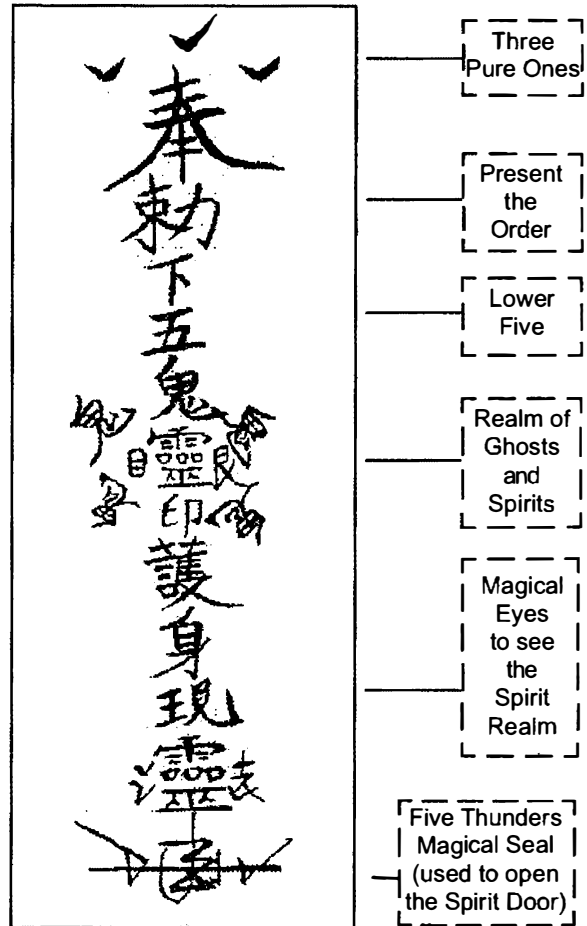 奉
勅
下
五
鬼
靈
印
護
身
現
靈
Three
Pure Ones
Present
the
Order
Lower
Five
Realm of
Ghosts
and
Spirits
Magical
Eyes
to see
the
Spirit
Realm
Five Thunders
Magical Seal
(used to open
the Spirit Door)